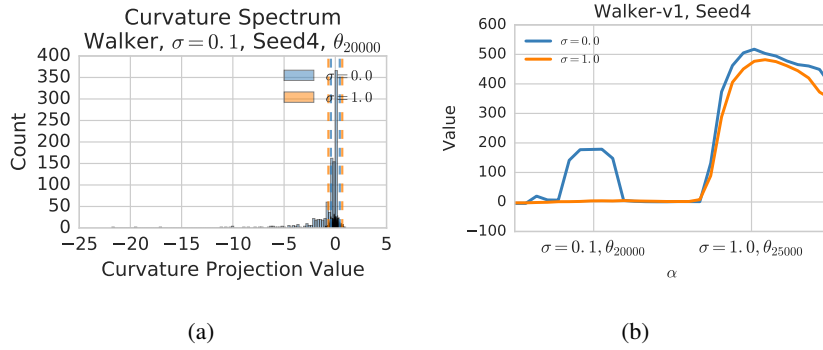 Curvature Spectrum
Walker, σ = 0.1, Seed4, θ20000
400
350
300
250
200
150
100
50
0
Count
σ = 0.0
σ = 1.0
−25 −20 −15 −10 −5 0 5
Curvature Projection Value
(a)
Walker-v1, Seed4
600
500
400
300
200
100
0
−100
Value
σ = 0.0
σ = 1.0
σ = 0.1, θ20000 σ = 1.0, θ25000
α
(b)